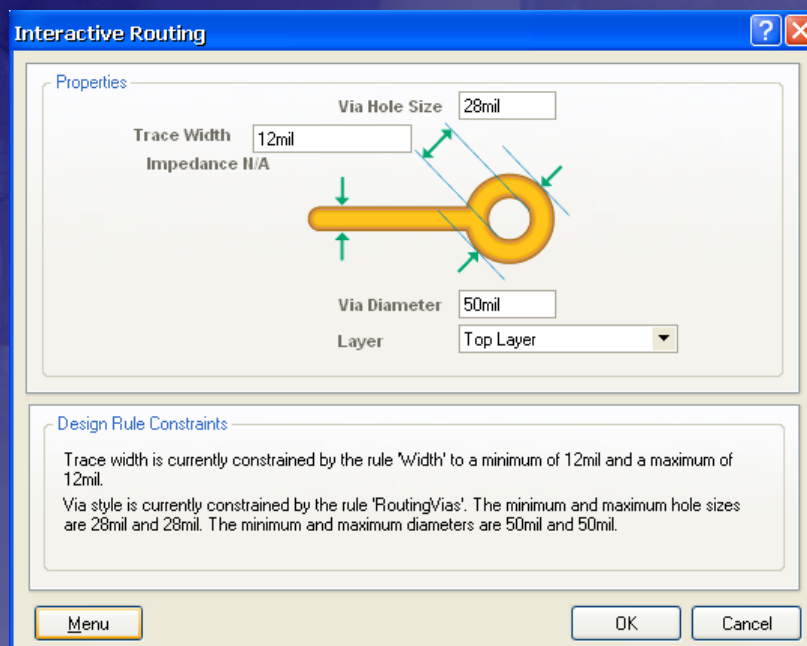 Interactive Routing
Properties
Via Hole Size 28mil
Trace Width 12mil
Impedance N/A
Via Diameter 50mil
Layer Top Layer
Design Rule Constraints
Trace width is currently constrained by the rule 'Width' to a minimum of 12mil and a maximum of
12mil.
Via style is currently constrained by the rule 'RoutingVias'. The minimum and maximum hole sizes
are 28mil and 28mil. The minimum and maximum diameters are 50mil and 50mil.
Menu OK Cancel